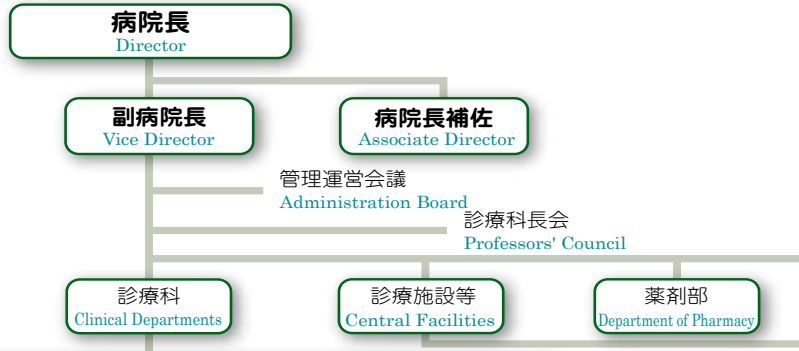 病院長
Director
副病院長
Vice Director
病院長補佐
Associate Director
管理運営会議
Administration Board
診療科長会
Professors' Council
診療科
Clinical Departments
診療施設等
Central Facilities
薬剤部
Department of Pharmacy